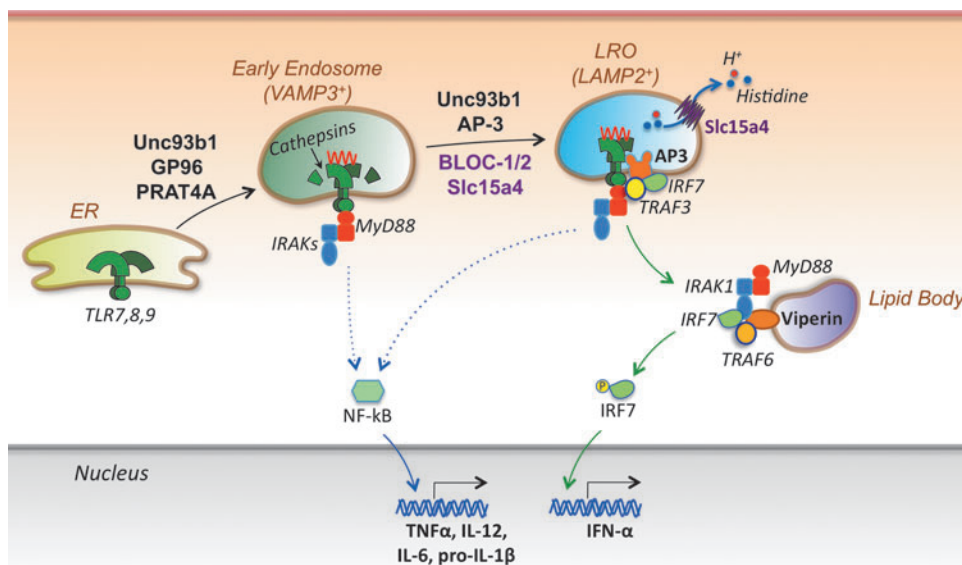 Early Endosome
(VAMP3⁺)
Cathepsins
Unc93b1
GP96
PRAT4A
ER
TLR7,8,9
IRAKs
MyD88
Unc93b1
AP-3
BLOC-1/2
Slc15a4
LRO
(LAMP2⁺)
H⁺
Histidine
Slc15a4
AP3
IRF7
TRAF3
MyD88
IRAK1
IRF7
Viperin
TRAF6
Lipid Body
NF-kB
P
IRF7
Nucleus
TNFα, IL-12,
IL-6, pro-IL-1β
IFN-α